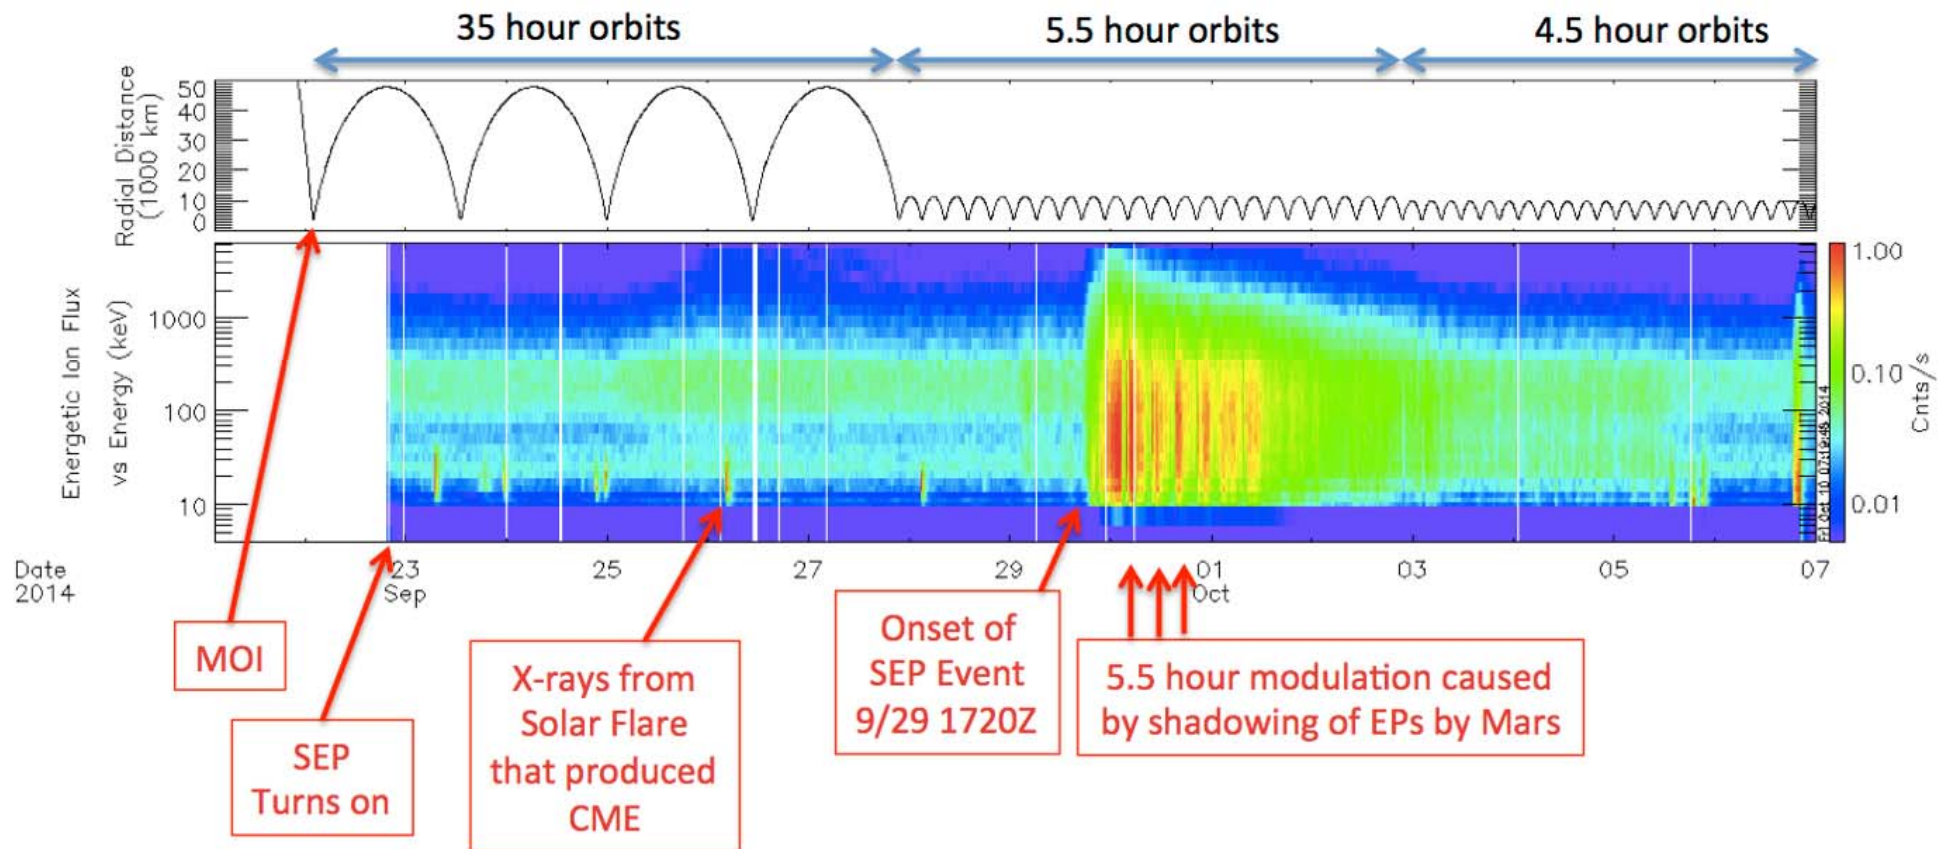 35 hour orbits
5.5 hour orbits
4.5 hour orbits
Radial Distance
(1000 km)
50
40
30
20
10
0
Energetic Ion Flux
vs Energy (keV)
1000
100
10
1.00
0.10
0.01
Cnts/s
Date
2014
23
Sep
25
27
29
01
Oct
03
05
07
MOI
SEP
Turns on
X-rays from
Solar Flare
that produced
CME
Onset of
SEP Event
9/29 1720Z
5.5 hour modulation caused
by shadowing of EPs by Mars